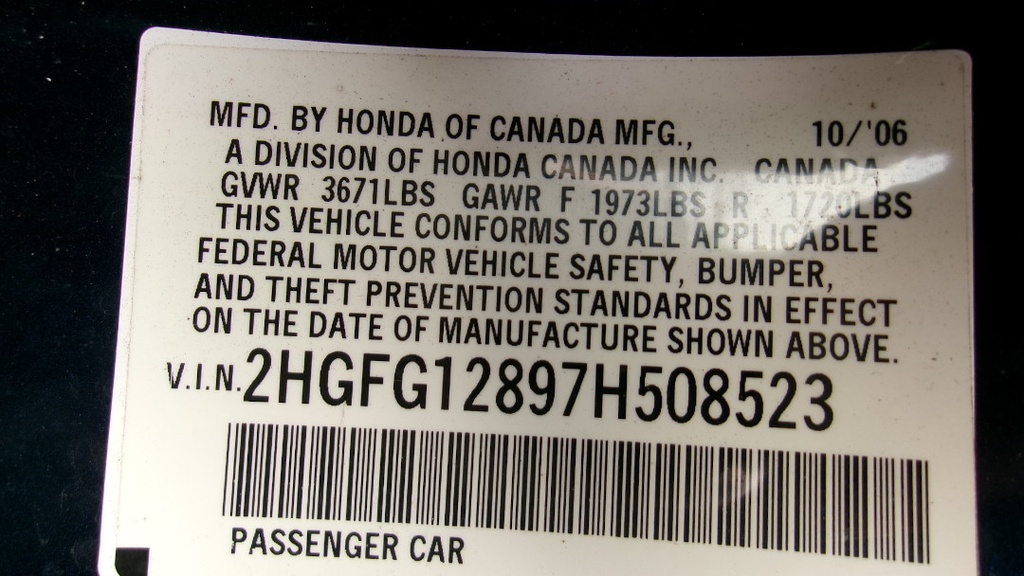 MFD. BY HONDA OF CANADA MFG., 10/'06
A DIVISION OF HONDA CANADA INC. CANADA
GVWR 3671LBS GAWR F 1973LBS R 1720LBS
THIS VEHICLE CONFORMS TO ALL APPLICABLE
FEDERAL MOTOR VEHICLE SAFETY, BUMPER,
AND THEFT PREVENTION STANDARDS IN EFFECT
ON THE DATE OF MANUFACTURE SHOWN ABOVE.
V.I.N. 2HGFG12897H508523
PASSENGER CAR